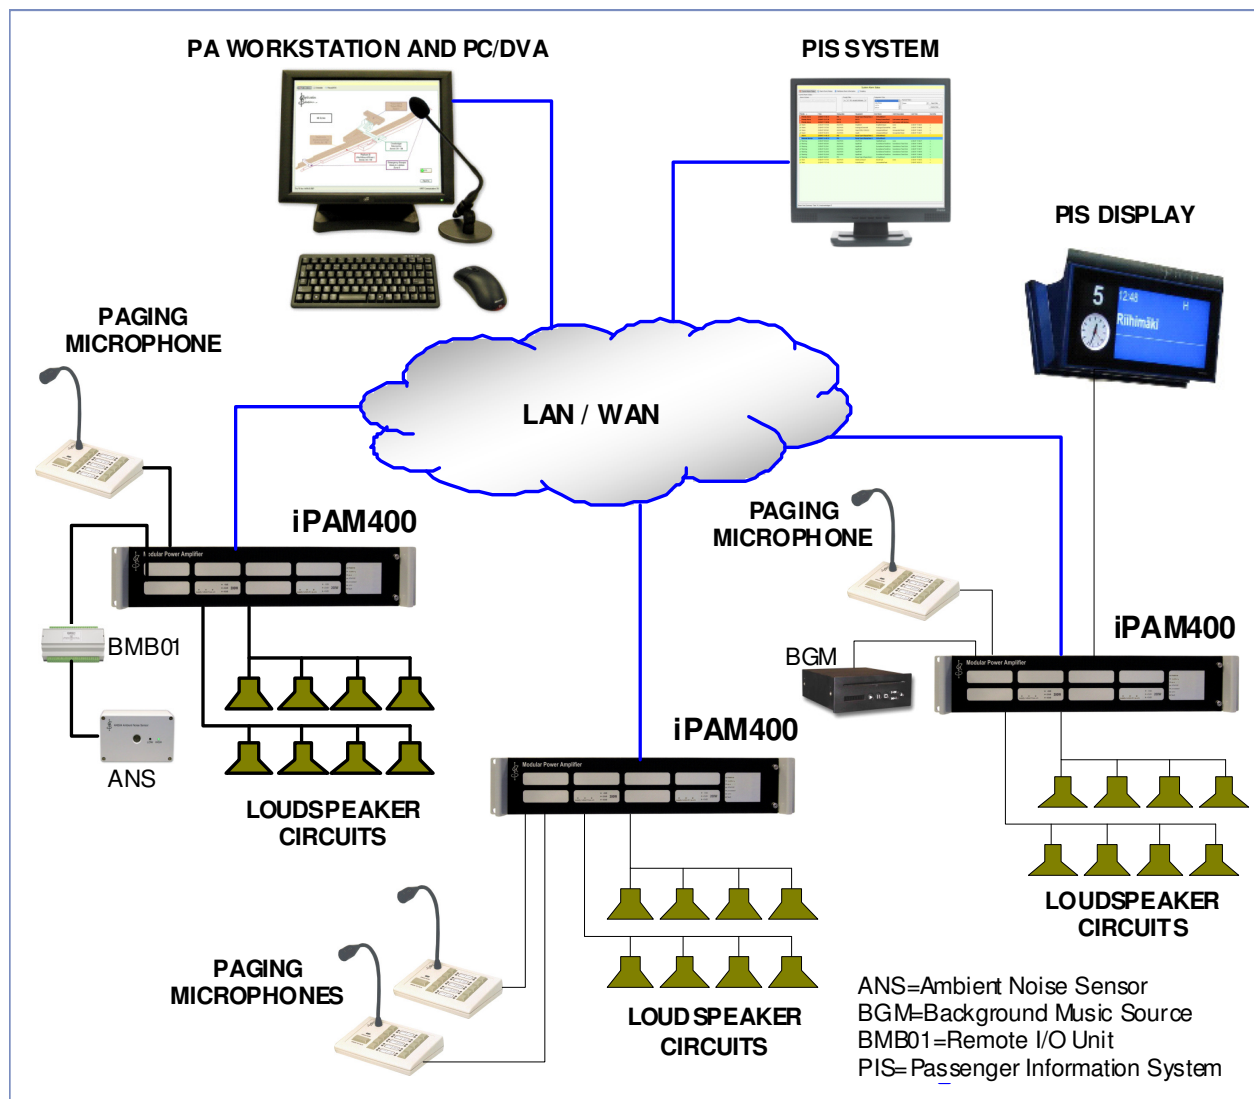 PA WORKSTATION AND PC/DVA
PIS SYSTEM
PIS DISPLAY
5
12:48
H
Riihimäki
PAGING
MICROPHONE
LAN / WAN
iPAM400
Modular Power Amplifier
BMB01
ANS
LOUDSPEAKER
CIRCUITS
PAGING
MICROPHONE
iPAM400
Modular Power Amplifier
BGM
iPAM400
Modular Power Amplifier
LOUDSPEAKER
CIRCUITS
PAGING
MICROPHONES
LOUDSPEAKER
CIRCUITS
ANS=Ambient Noise Sensor
BGM=Background Music Source
BMB01=Remote I/O Unit
PIS=Passenger Information System